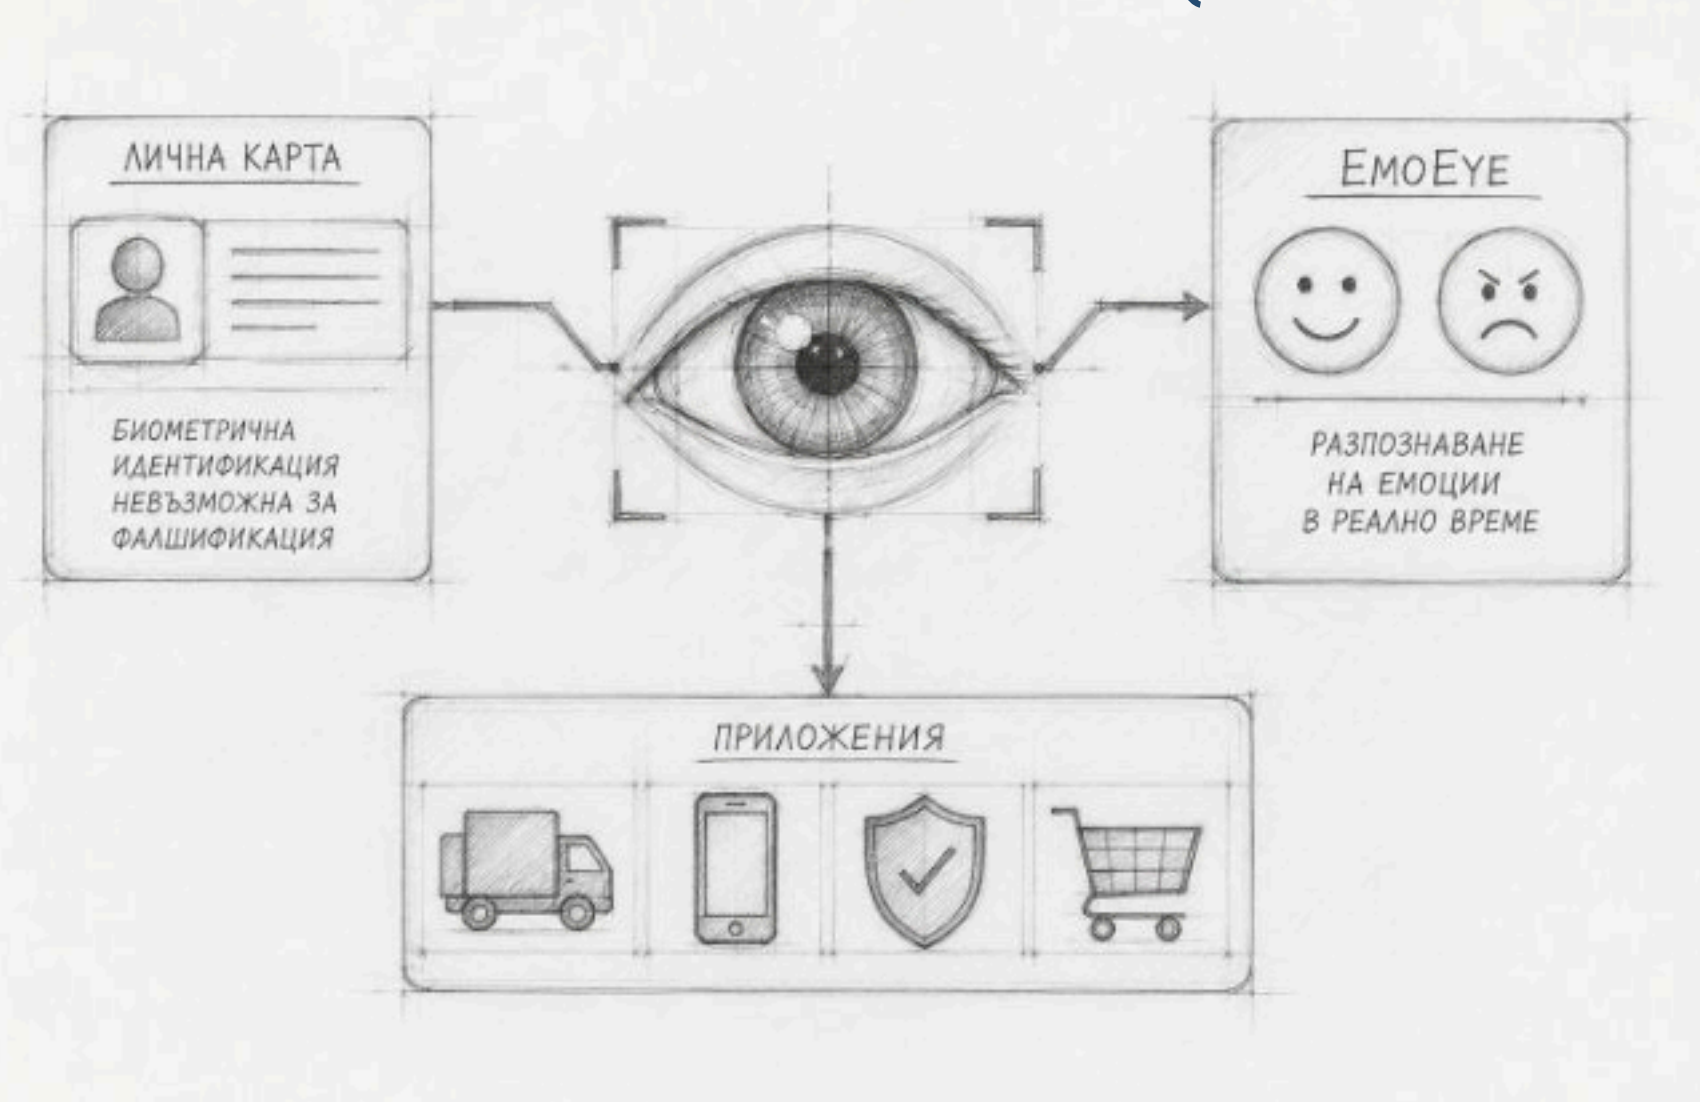 ЛИЧНА КАРТА
БИОМЕТРИЧНА
ИДЕНТИФИКАЦИЯ
НЕВЪЗМОЖНА ЗА
ФАЛШИФИКАЦИЯ
EMOEYE
РАЗПОЗНАВАНЕ
НА ЕМОЦИИ
В РЕАЛНО ВРЕМЕ
ПРИЛОЖЕНИЯ